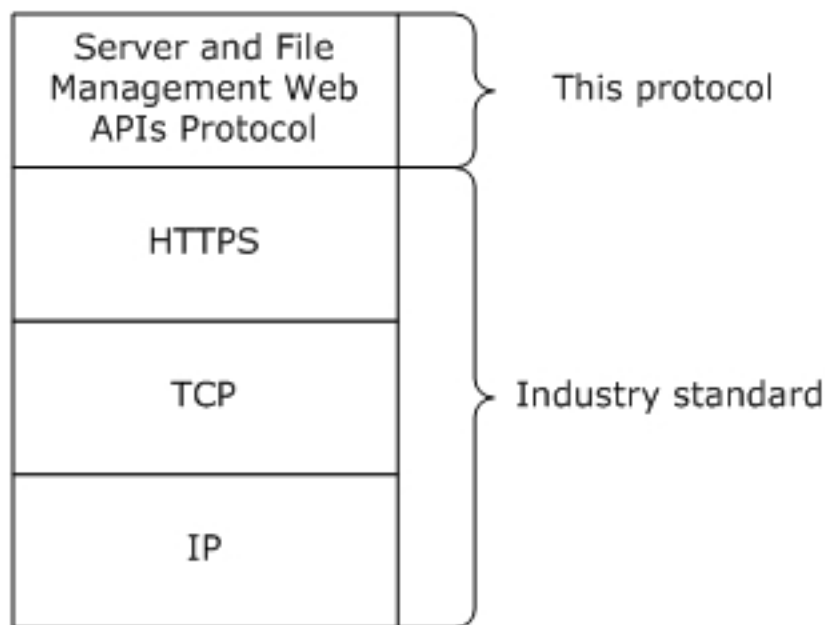 Server and File
Management Web
APIs Protocol
This protocol
HTTPS
TCP
Industry standard
IP